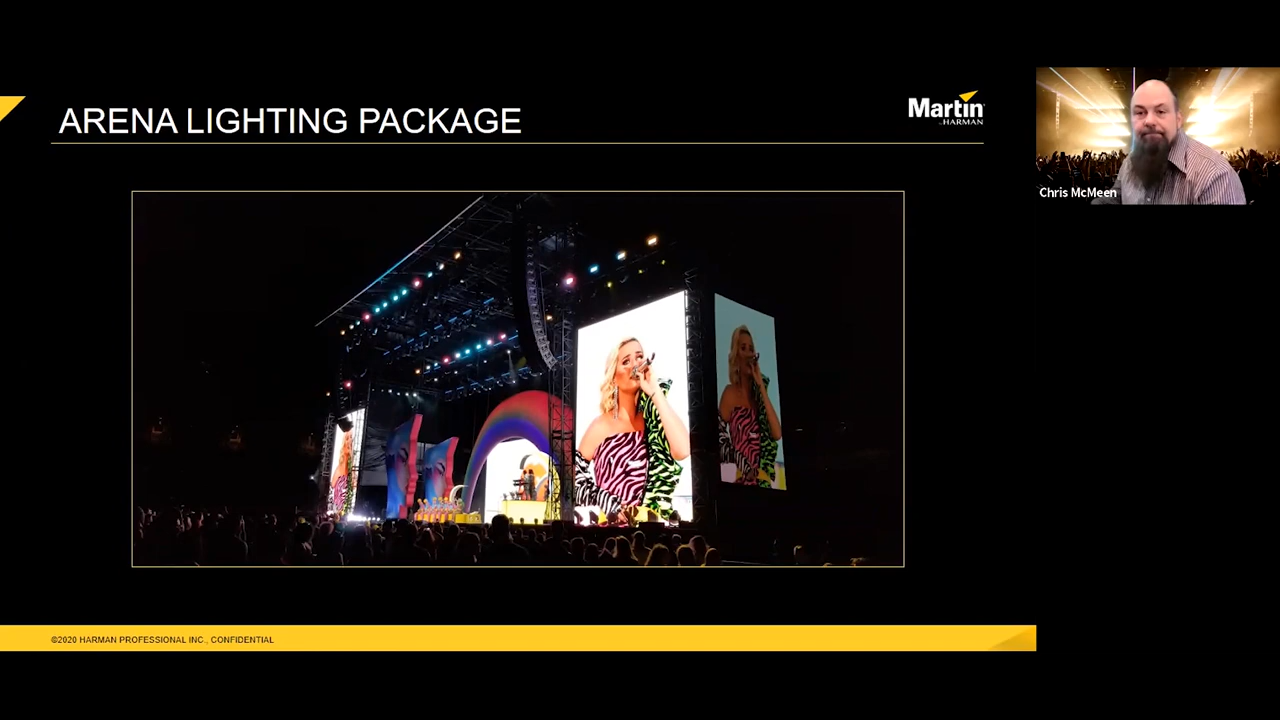 ARENA LIGHTING PACKAGE
Martin
HARMAN
Chris McMeen
©2020 HARMAN PROFESSIONAL INC., CONFIDENTIAL